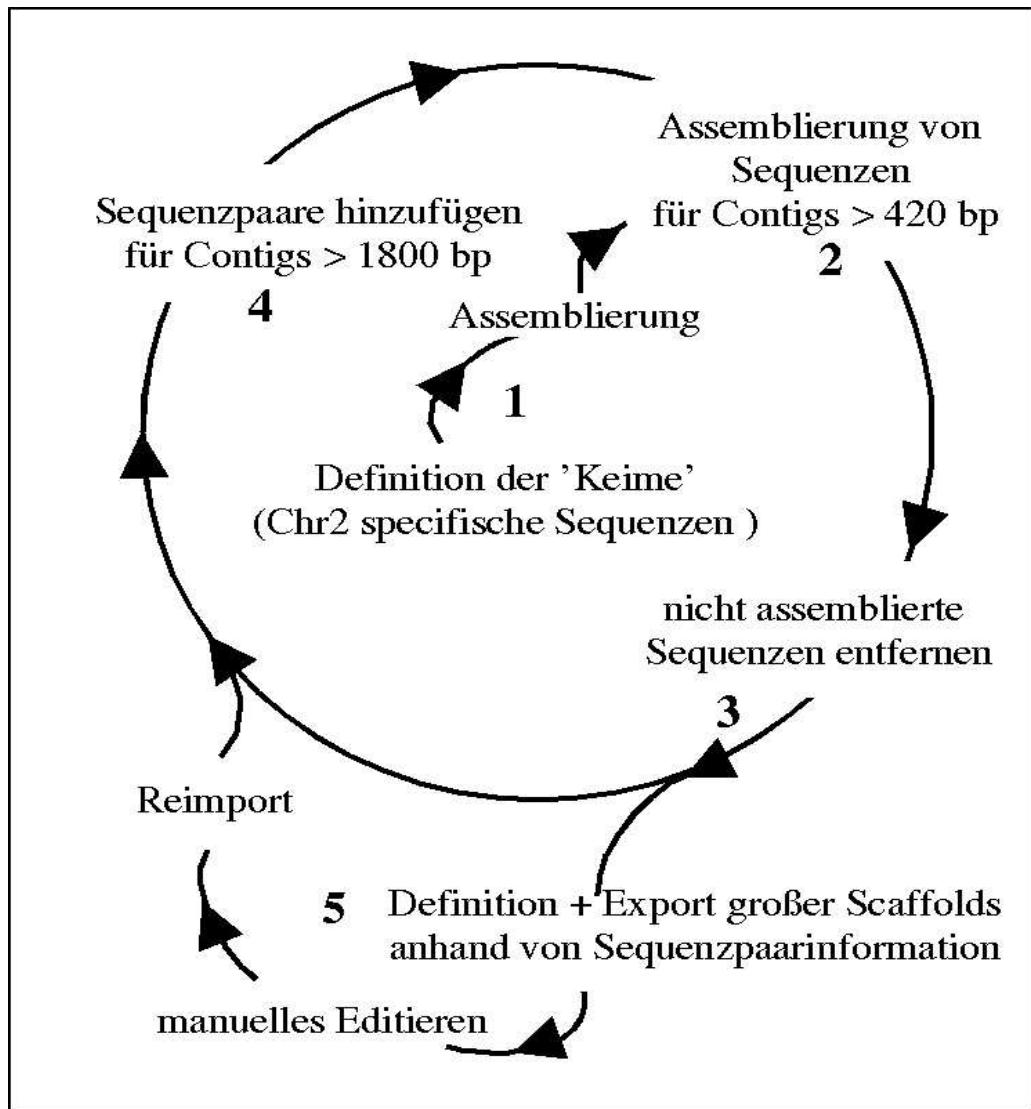 Assemblierung von
Sequenzen
für Contigs > 420 bp
2
Sequenzpaare hinzufügen
für Contigs > 1800 bp
4
Assemblierung
1
Definition der ’Keime’
(Chr2 specifische Sequenzen )
nicht assemblierte
Sequenzen entfernen
3
Reimport
5 Definition + Export großer Scaffolds
anhand von Sequenzpaarinformation
manuelles Editieren